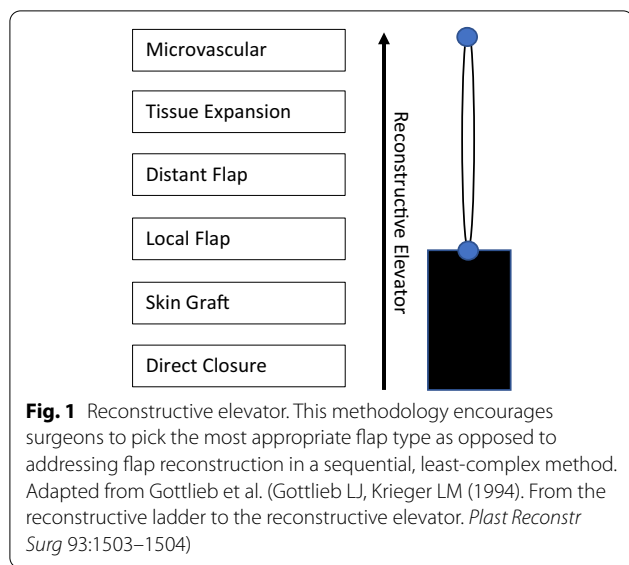 Microvascular
Tissue Expansion
Distant Flap
Local Flap
Skin Graft
Direct Closure
Reconstructive Elevator
Fig. 1 Reconstructive elevator. This methodology encourages
surgeons to pick the most appropriate flap type as opposed to
addressing flap reconstruction in a sequential, least-complex method.
Adapted from Gottlieb et al. (Gottlieb LJ, Krieger LM (1994). From the
reconstructive ladder to the reconstructive elevator. Plast Reconstr
Surg 93:1503–1504)